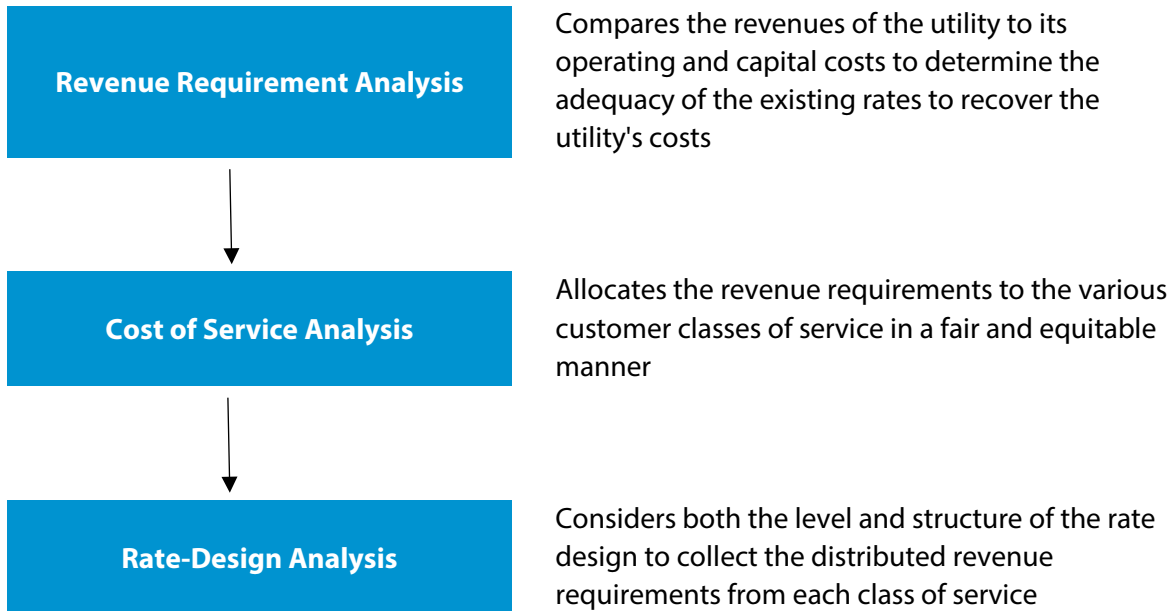 Revenue Requirement Analysis
Compares the revenues of the utility to its
operating and capital costs to determine the
adequacy of the existing rates to recover the
utility's costs
Cost of Service Analysis
Allocates the revenue requirements to the various
customer classes of service in a fair and equitable
manner
Rate-Design Analysis
Considers both the level and structure of the rate
design to collect the distributed revenue
requirements from each class of service